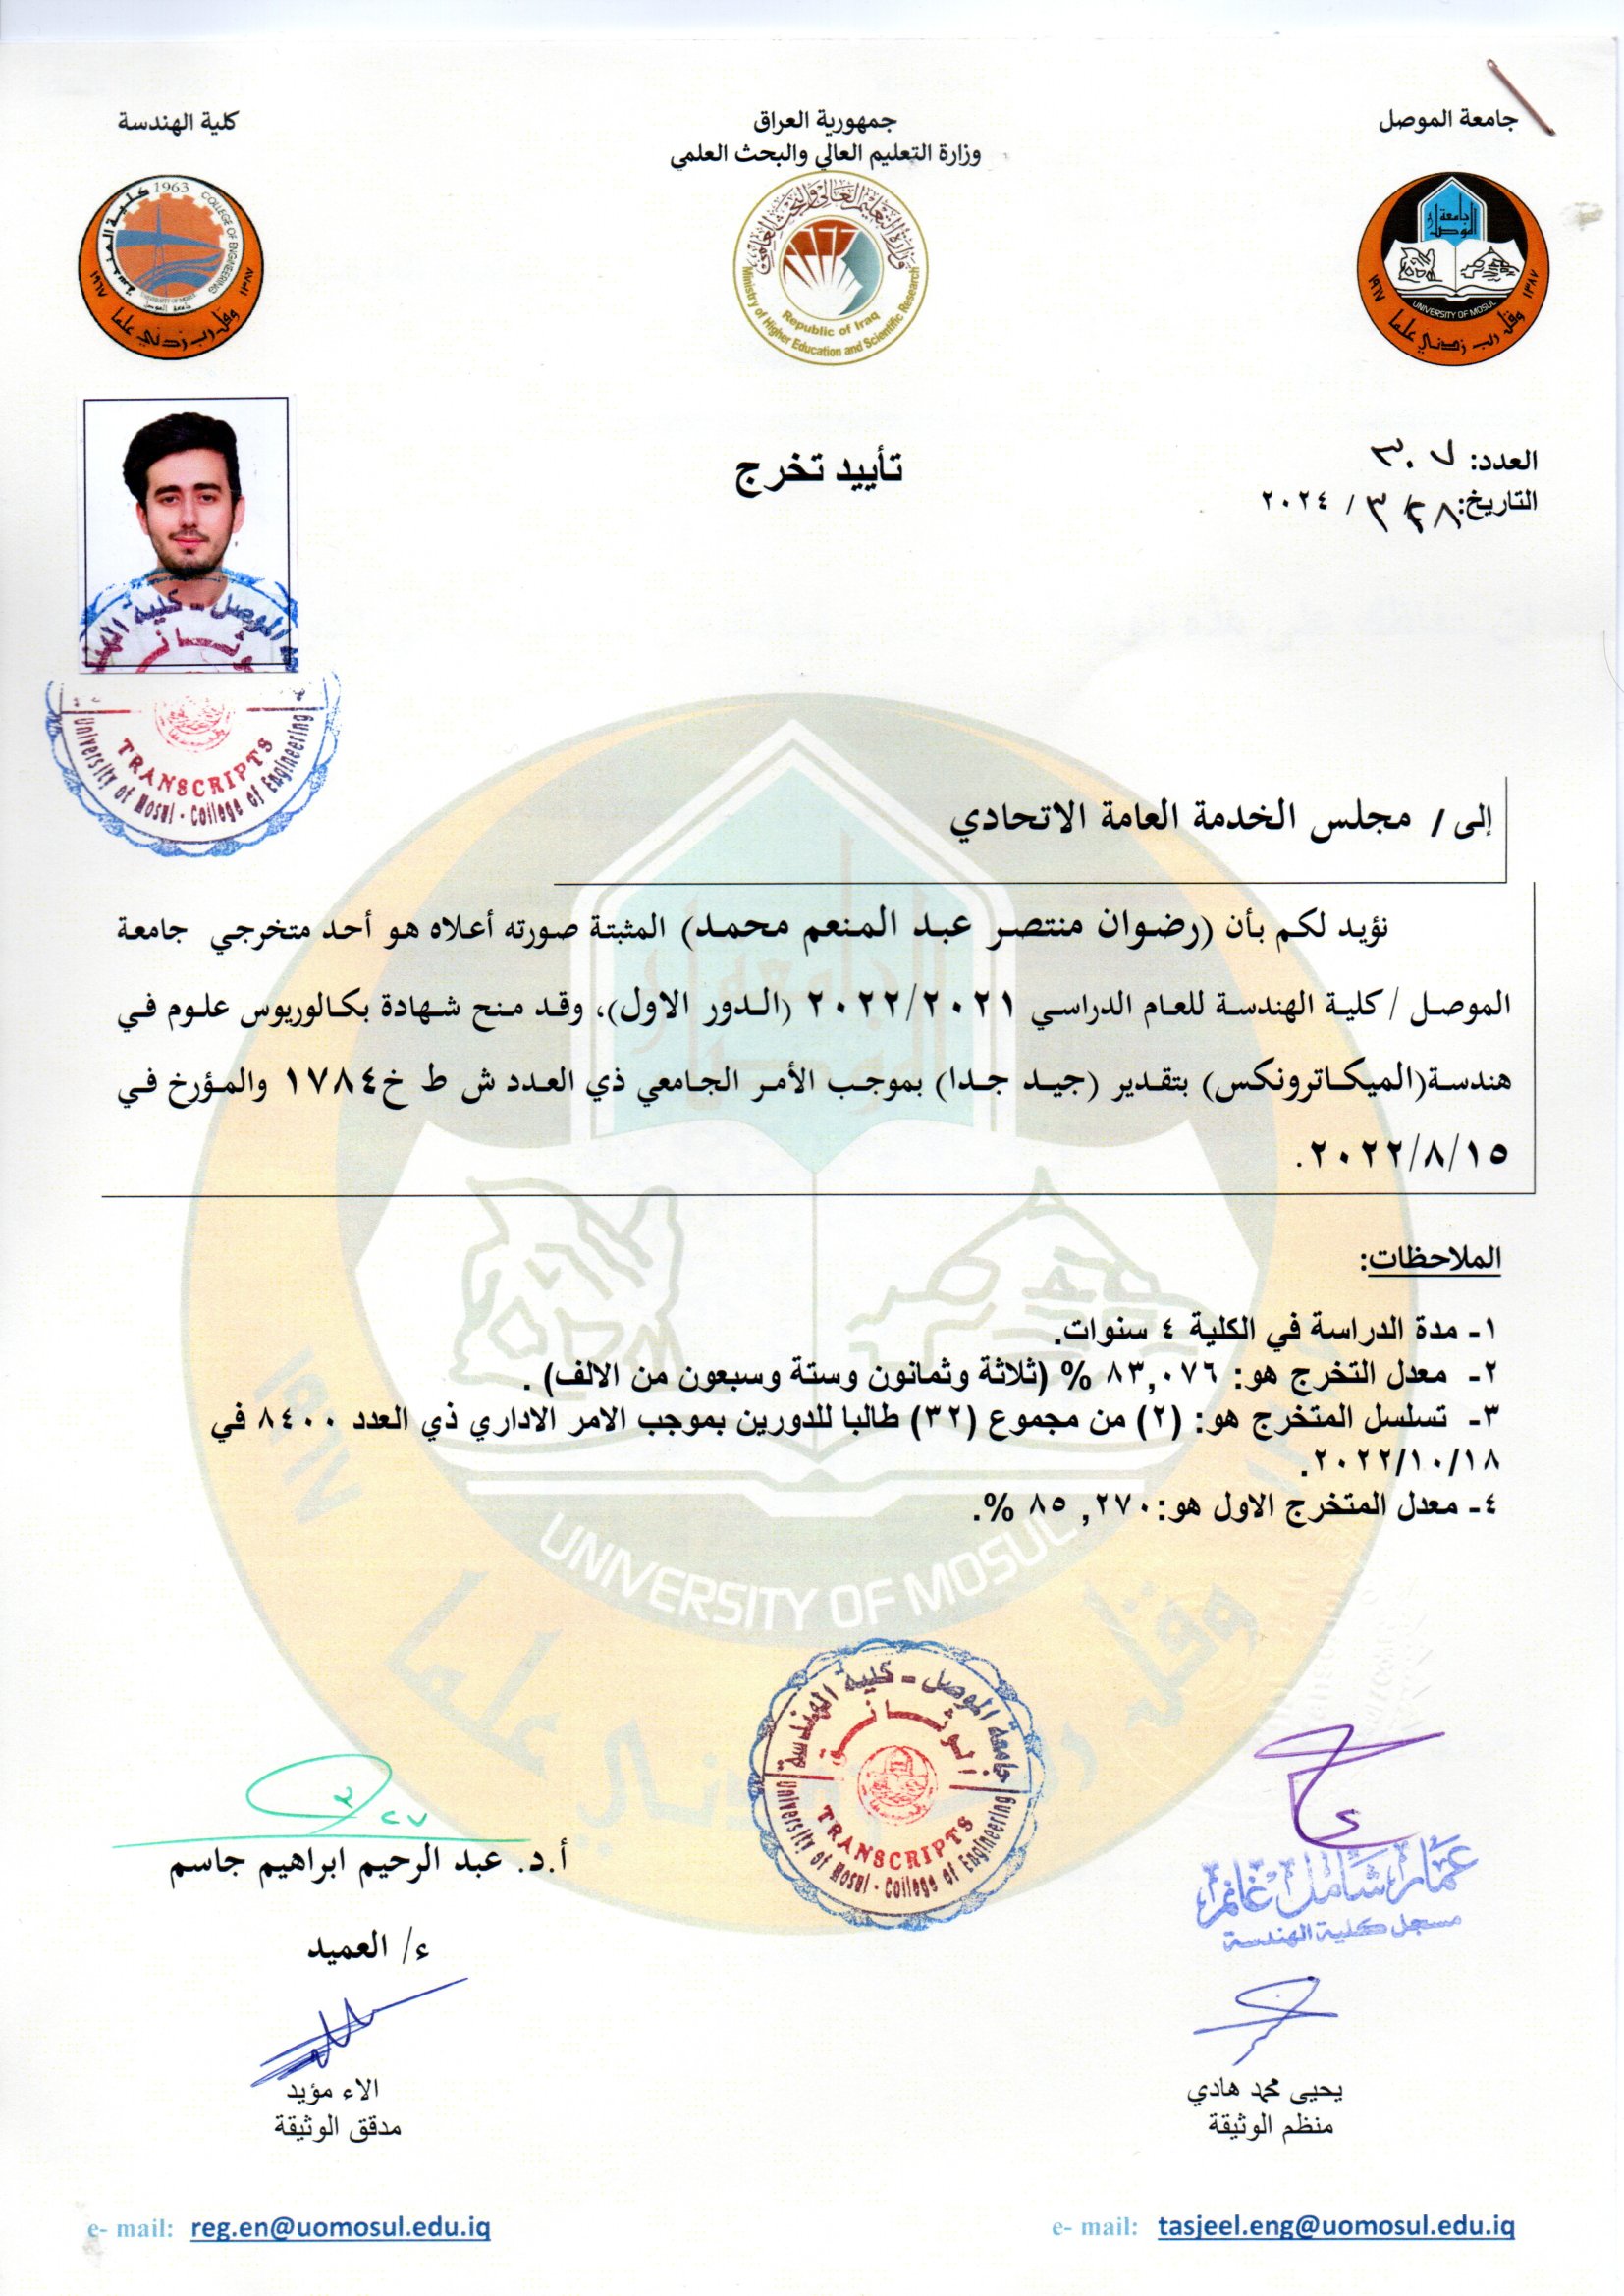 جامعة الموصل
جمهورية العراق
وزارة التعليم العالي والبحث العلمي
كلية الهندسة
جامعة الموصل
UNIVERSITY OF MOSUL
١٩٦٧ وقل رب زدني علما ١٣٨٧
وزارة التعليم العالي والبحث العلمي
Republic of Iraq
Ministry of Higher Education and Scientific Research
1963
كلية الهندسة
COLLEGE OF ENGINEERING
UNIVERSITY OF MOSUL
جامعة الموصل
١٩٦٧ وقل رب زدني علما ١٣٨٧
العدد: ٣٠٧
التاريخ: ٢٨/ ٣ / ٢٠٢٤
تأييد تخرج
الموصل - كلية
TRANSCRIPTS
University of Mosul - College of Engineering
إلى / مجلس الخدمة العامة الاتحادي
نؤيد لكم بأن (رضوان منتصر عبد المنعم محمد) المثبتة صورته أعلاه هو أحد متخرجي جامعة
الموصل / كلية الهندسة للعام الدراسي ٢٠٢٢/٢٠٢١ (الدور الاول)، وقد منح شهادة بكالوريوس علوم في
هندسة(الميكاترونكس) بتقدير (جيد جدا) بموجب الأمر الجامعي ذي العدد ش ط خ١٧٨٤ والمؤرخ في
٢٠٢٢/٨/١٥.
الملاحظات:
١- مدة الدراسة في الكلية ٤ سنوات.
٢- معدل التخرج هو: ٨٣,٠٧٦ % (ثلاثة وثمانون وستة وسبعون من الالف) .
٣- تسلسل المتخرج هو: (٢) من مجموع (٣٢) طالبا للدورين بموجب الامر الاداري ذي العدد ٨٤٠٠ في
٢٠٢٢/١٠/١٨.
٤- معدل المتخرج الاول هو:٢٧٠, ٨٥ %.
UNIVERSITY OF MOSUL
١٩٦٧ وقل رب زدني علما
جامعة الموصل - كلية الهندسة
الوثائق
TRANSCRIPTS
University of Mosul - College of Engineering
عمار شامل غانم
مسجل كلية الهندسة
٢٧ ٣
أ.د. عبد الرحيم ابراهيم جاسم
ء/ العميد
يحيى محمد هادي
منظم الوثيقة
الاء مؤيد
مدقق الوثيقة
e- mail: reg.en@uomosul.edu.iq
e- mail: tasjeel.eng@uomosul.edu.iq